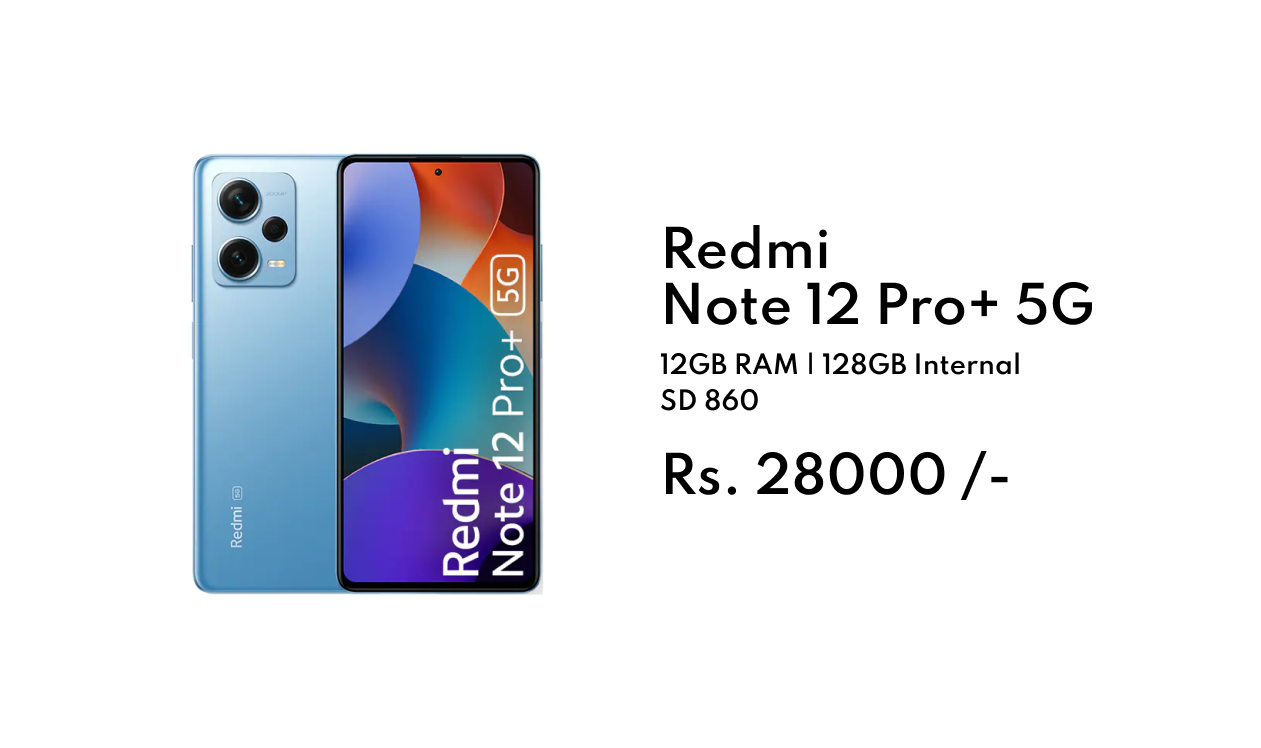 Redmi 5G
Redmi
Note 12 Pro+ 5G
Redmi
Note 12 Pro+ 5G
12GB RAM | 128GB Internal
SD 860
Rs. 28000 /-